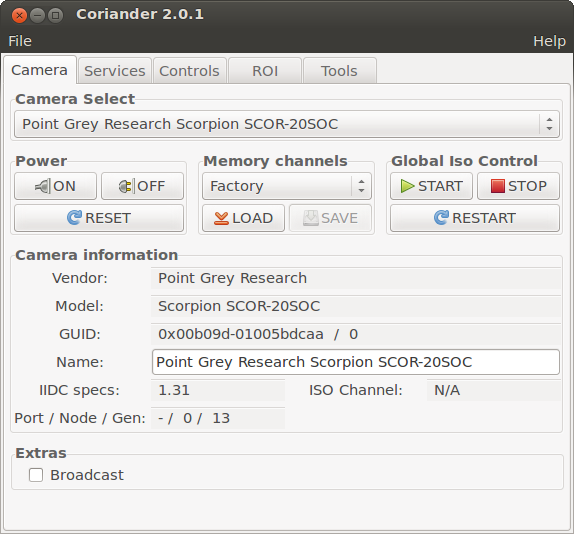 Coriander 2.0.1
File Help
Camera Services Controls ROI Tools
Camera Select
Point Grey Research Scorpion SCOR-20SOC
Power Memory channels Global Iso Control
ON OFF Factory START STOP
RESET LOAD SAVE RESTART
Camera information
Vendor: Point Grey Research
Model: Scorpion SCOR-20SOC
GUID: 0x00b09d-01005bdcaa / 0
Name: Point Grey Research Scorpion SCOR-20SOC
IIDC specs: 1.31 ISO Channel: N/A
Port / Node / Gen: - / 0 / 13
Extras
Broadcast